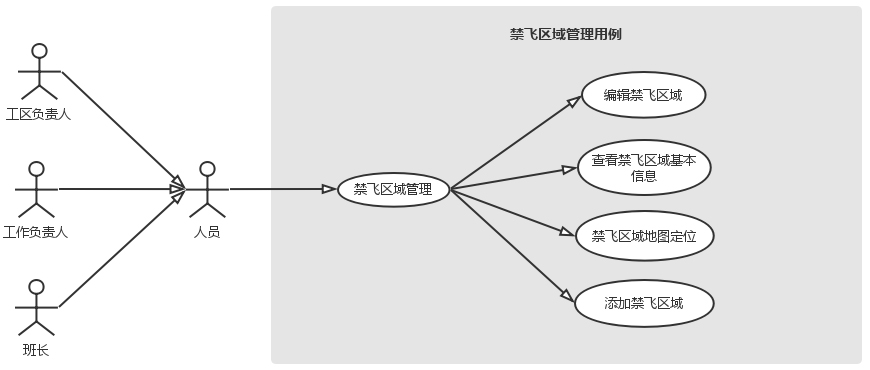 禁飞区域管理用例
工区负责人
工作负责人
班长
人员
禁飞区域管理
编辑禁飞区域
查看禁飞区域基本
信息
禁飞区域地图定位
添加禁飞区域